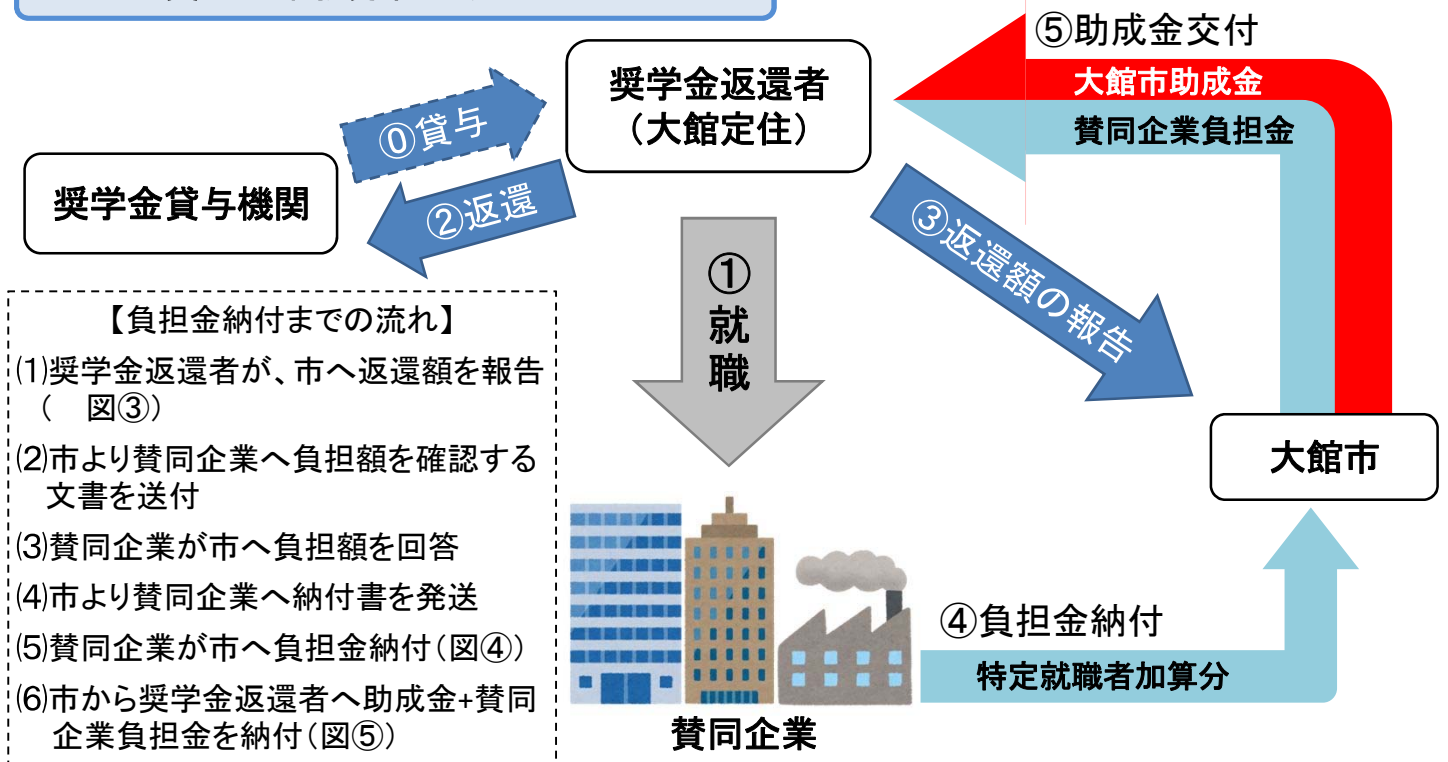 ⑤助成金交付
大館市助成金
賛同企業負担金
奨学金返還者
（大館定住）
⓪貸与
奨学金貸与機関
②返還
③返還額の報告
①就職
【負担金納付までの流れ】
⑴奨学金返還者が、市へ返還額を報告
（　図③）
⑵市より賛同企業へ負担額を確認する
文書を送付
⑶賛同企業が市へ負担額を回答
⑷市より賛同企業へ納付書を発送
⑸賛同企業が市へ負担金納付（図④）
⑹市から奨学金返還者へ助成金+賛同
企業負担金を納付（図⑤）
大館市
④負担金納付
特定就職者加算分
賛同企業